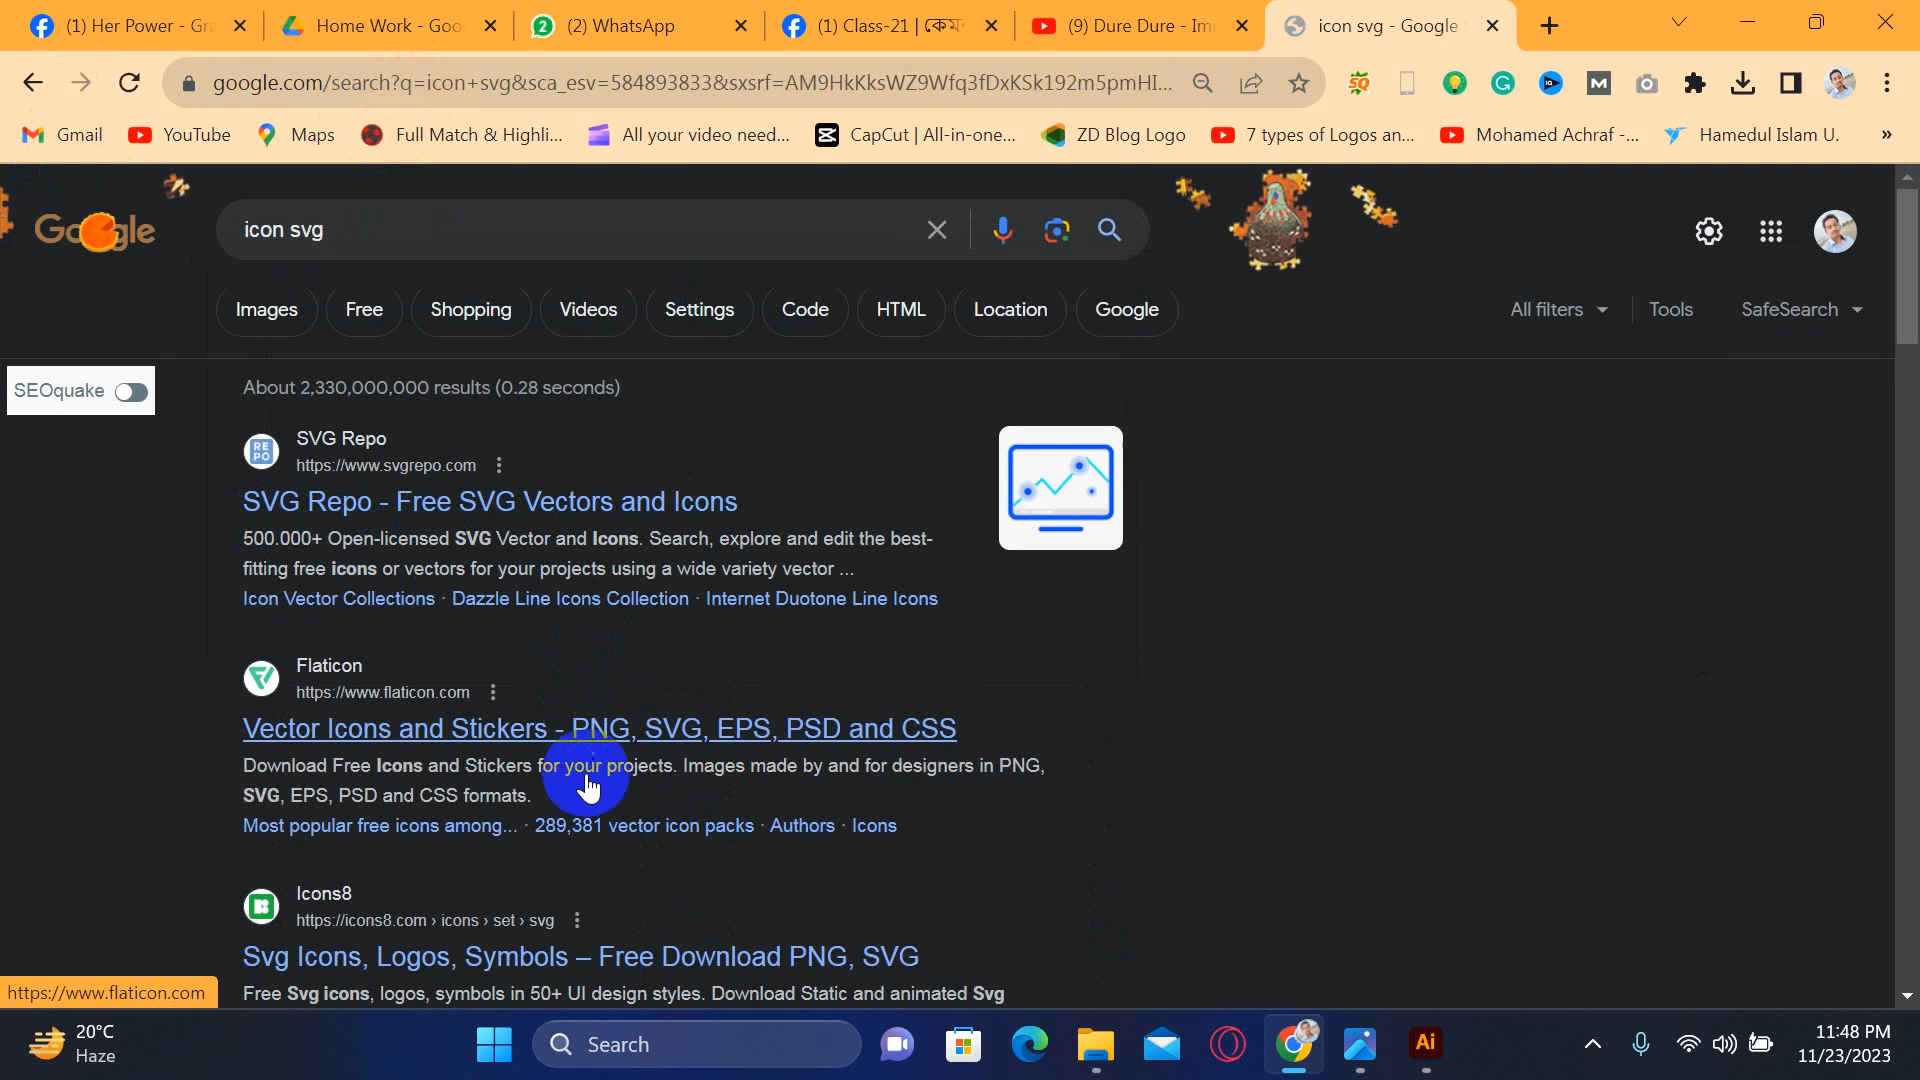 (1) Her Power - Gra
Home Work - Goo
(2) WhatsApp
(1) Class-21 | কেমন
(9) Dure Dure - Im
icon svg - Google
google.com/search?q=icon+svg&sca_esv=584893833&sxsrf=AM9HkKksWZ9Wfq3fDxKSk192m5pmHI...
Gmail
YouTube
Maps
Full Match & Highli...
All your video need...
CapCut | All-in-one...
ZD Blog Logo
7 types of Logos an...
Mohamed Achraf -...
Hamedul Islam U.
»
Google
icon svg
Images
Free
Shopping
Videos
Settings
Code
HTML
Location
Google
All filters
Tools
SafeSearch
SEOquake
About 2,330,000,000 results (0.28 seconds)
REPO
SVG Repo
https://www.svgrepo.com
SVG Repo - Free SVG Vectors and Icons
500.000+ Open-licensed SVG Vector and Icons. Search, explore and edit the best-
fitting free icons or vectors for your projects using a wide variety vector ...
Icon Vector Collections · Dazzle Line Icons Collection · Internet Duotone Line Icons
Flaticon
https://www.flaticon.com
Vector Icons and Stickers - PNG, SVG, EPS, PSD and CSS
Download Free Icons and Stickers for your projects. Images made by and for designers in PNG,
SVG, EPS, PSD and CSS formats.
Most popular free icons among... · 289,381 vector icon packs · Authors · Icons
Icons8
https://icons8.com › icons › set › svg
Svg Icons, Logos, Symbols – Free Download PNG, SVG
Free Svg icons, logos, symbols in 50+ UI design styles. Download Static and animated Svg
https://www.flaticon.com
20°C
Haze
Search
Ai
11:48 PM
11/23/2023